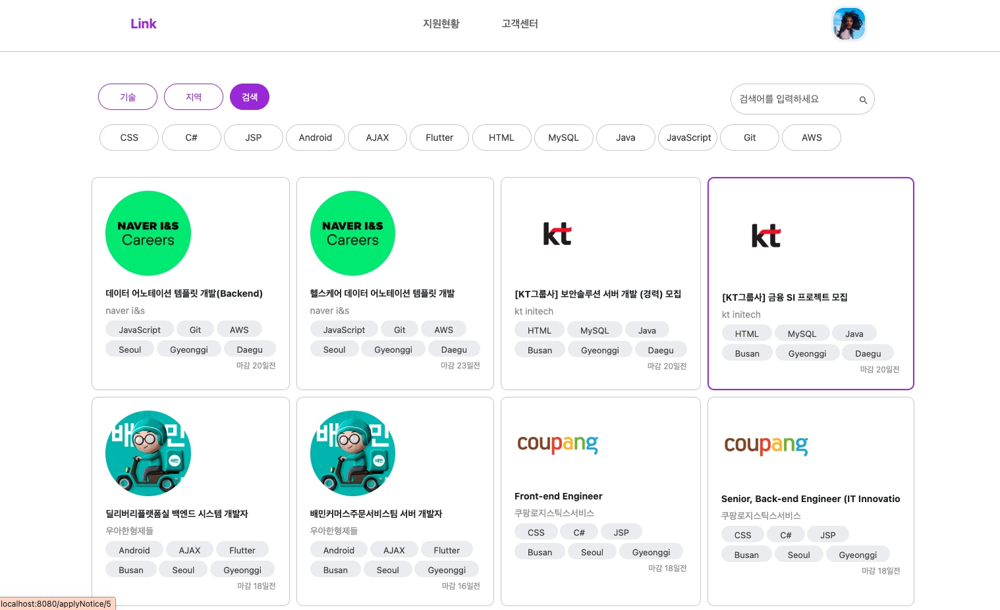 Link
지원현황
고객센터
기술
지역
검색
검색어를 입력하세요
CSS
C#
JSP
Android
AJAX
Flutter
HTML
MySQL
Java
JavaScript
Git
AWS
NAVER I&S
Careers
데이터 어노테이션 템플릿 개발(Backend)
naver i&s
JavaScript Git AWS
Seoul Gyeonggi Daegu
마감 20일전
NAVER I&S
Careers
헬스케어 데이터 어노테이션 템플릿 개발
naver i&s
JavaScript Git AWS
Seoul Gyeonggi Daegu
마감 23일전
kt
[KT그룹사] 보안솔루션 서버 개발 (경력) 모집
kt initech
HTML MySQL Java
Busan Gyeonggi Daegu
마감 20일전
kt
[KT그룹사] 금융 SI 프로젝트 모집
kt initech
HTML MySQL Java
Busan Gyeonggi Daegu
마감 20일전
배민
배민
딜리버리플랫폼실 백엔드 시스템 개발자
우아한형제들
Android AJAX Flutter
Busan Seoul Gyeonggi
마감 18일전
배민
배민
배민커머스주문서비스팀 서버 개발자
우아한형제들
Android AJAX Flutter
Busan Seoul Gyeonggi
마감 16일전
coupang
Front-end Engineer
쿠팡로지스틱스서비스
CSS C# JSP
Busan Seoul Gyeonggi
마감 18일전
coupang
Senior, Back-end Engineer (IT Innovatio
쿠팡로지스틱스서비스
CSS C# JSP
Busan Seoul Gyeonggi
마감 18일전
localhost:8080/applyNotice/5